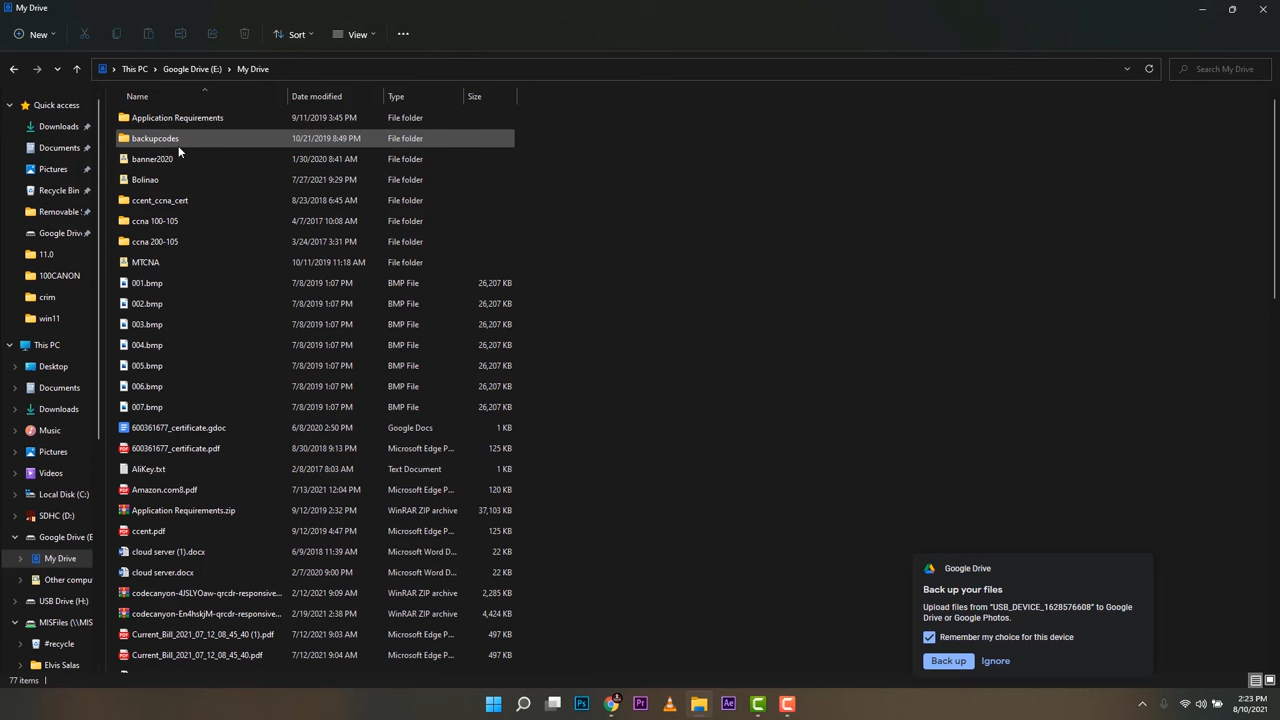 My Drive
New
Sort
View
This PC > Google Drive (E:) > My Drive
Search My Drive
Name Date modified Type Size
Quick access
Downloads
Documents
Pictures
Recycle Bin
Removable
Google Driv
11.0
100CANON
crim
win11
This PC
Desktop
Documents
Downloads
Music
Pictures
Videos
Local Disk (C:)
SDHC (D:)
Google Drive (E
My Drive
Other compu
USB Drive (H:)
MISFiles (\\MIS
#recycle
Elvis Salas
Application Requirements 9/11/2019 3:45 PM File folder
backupcodes 10/21/2019 8:49 PM File folder
banner2020 1/30/2020 8:41 AM File folder
Bolinao 7/27/2021 9:29 PM File folder
ccent_ccna_cert 8/23/2018 6:45 AM File folder
ccna 100-105 4/7/2017 10:08 AM File folder
ccna 200-105 3/24/2017 3:31 PM File folder
MTCNA 10/11/2019 11:18 AM File folder
001.bmp 7/8/2019 1:07 PM BMP File 26,207 KB
002.bmp 7/8/2019 1:07 PM BMP File 26,207 KB
003.bmp 7/8/2019 1:07 PM BMP File 26,207 KB
004.bmp 7/8/2019 1:07 PM BMP File 26,207 KB
005.bmp 7/8/2019 1:07 PM BMP File 26,207 KB
006.bmp 7/8/2019 1:07 PM BMP File 26,207 KB
007.bmp 7/8/2019 1:07 PM BMP File 26,207 KB
600361677_certificate.gdoc 6/8/2020 2:50 PM Google Docs 1 KB
600361677_certificate.pdf 8/30/2018 9:13 PM Microsoft Edge P... 125 KB
AliKey.txt 2/8/2017 8:03 AM Text Document 1 KB
Amazon.com8.pdf 7/13/2021 12:04 PM Microsoft Edge P... 120 KB
Application Requirements.zip 9/12/2019 2:32 PM WinRAR ZIP archive 37,103 KB
ccent.pdf 9/12/2019 4:47 PM Microsoft Edge P... 125 KB
cloud server (1).docx 6/9/2018 11:39 AM Microsoft Word D... 22 KB
cloud server.docx 2/7/2020 9:00 PM Microsoft Word D... 22 KB
codecanyon-4JSLYOaw-qrcdr-responsive... 2/12/2021 9:09 AM WinRAR ZIP archive 2,285 KB
codecanyon-En4hskjM-qrcdr-responsive... 2/19/2021 2:38 PM WinRAR ZIP archive 4,424 KB
Current_Bill_2021_07_12_08_45_40 (1).pdf 7/12/2021 9:03 AM Microsoft Edge P... 497 KB
Current_Bill_2021_07_12_08_45_40.pdf 7/12/2021 9:04 AM Microsoft Edge P... 497 KB
Google Drive
Back up your files
Upload files from "USB_DEVICE_1628576608" to Google
Drive or Google Photos.
Remember my choice for this device
Back up Ignore
77 items
Ps
Pr
Ae
2:23 PM
8/10/2021